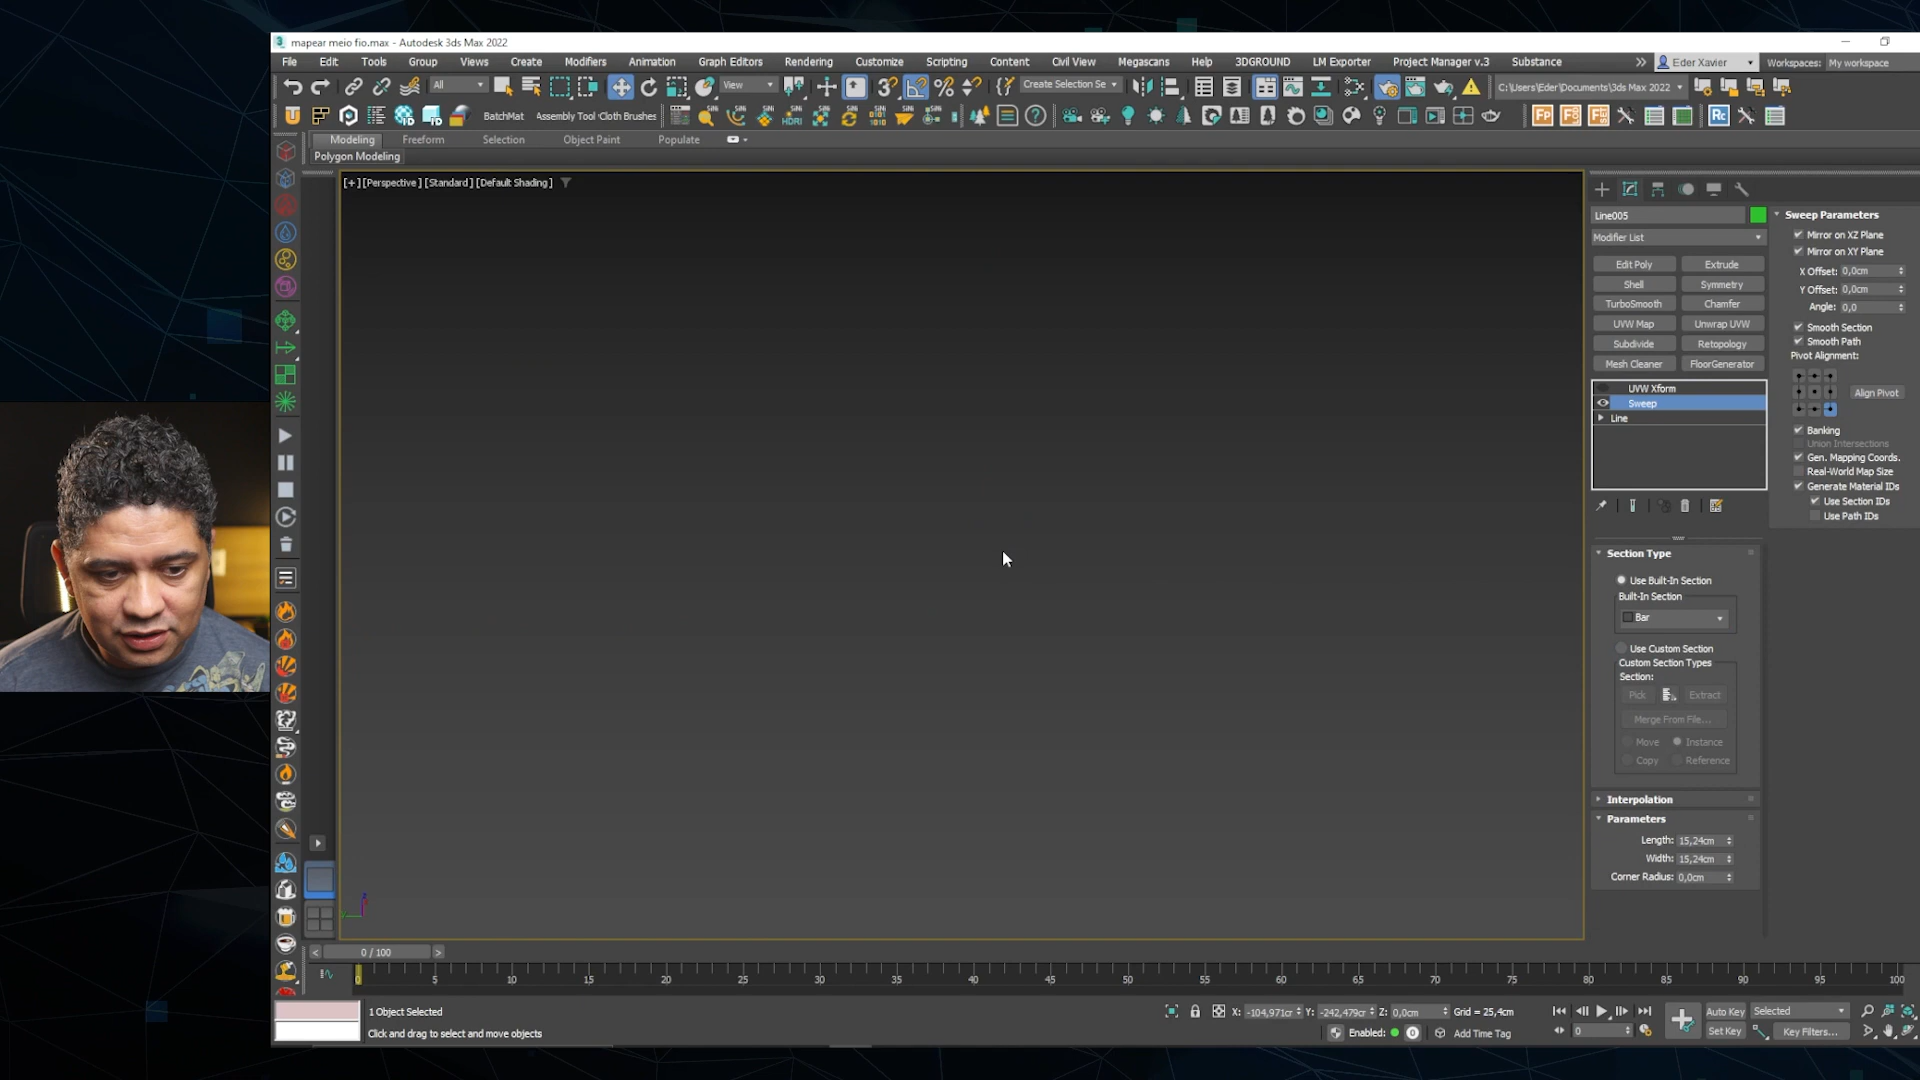 mapear meio fio.max - Autodesk 3ds Max 2022
File Edit Tools Group Views Create Modifiers Animation Graph Editors Rendering Customize Scripting Content Civil View Megascans Help 3DGROUND LM Exporter Project Manager v.3 Substance Eder Xavier Workspaces: My workspace
All View Create Selection Se C:\Users\Eder\Documents\3ds Max 2022
BatchMat Assembly Tool Cloth Brushes
Modeling Freeform Selection Object Paint Populate
Polygon Modeling
[+] [Perspective] [Standard] [Default Shading]
Line005
Modifier List
Edit Poly Extrude
Shell Symmetry
TurboSmooth Chamfer
UVW Map Unwrap UVW
Subdivide Retopology
Mesh Cleaner FloorGenerator
UVW Xform
Sweep
Line
Section Type
Use Built-In Section
Built-In Section
Bar
Use Custom Section
Custom Section Types
Section:
Pick Extract
Merge From File...
Move Instance
Copy Reference
Interpolation
Parameters
Length: 15,24cm
Width: 15,24cm
Corner Radius: 0,0cm
Sweep Parameters
Mirror on XZ Plane
Mirror on XY Plane
X Offset: 0,0cm
Y Offset: 0,0cm
Angle: 0,0
Smooth Section
Smooth Path
Pivot Alignment:
Align Pivot
Banking
Union Intersections
Gen. Mapping Coords.
Real-World Map Size
Generate Material IDs
Use Section IDs
Use Path IDs
< 0 / 100 >
0 5 10 15 20 25 30 35 40 45 50 55 60 65 70 75 80 85 90 95 100
1 Object Selected X: -104,971cr Y: -242,479cr Z: 0,0cm Grid = 25,4cm Auto Key Selected
Click and drag to select and move objects Enabled: Add Time Tag 0 Set Key Key Filters...